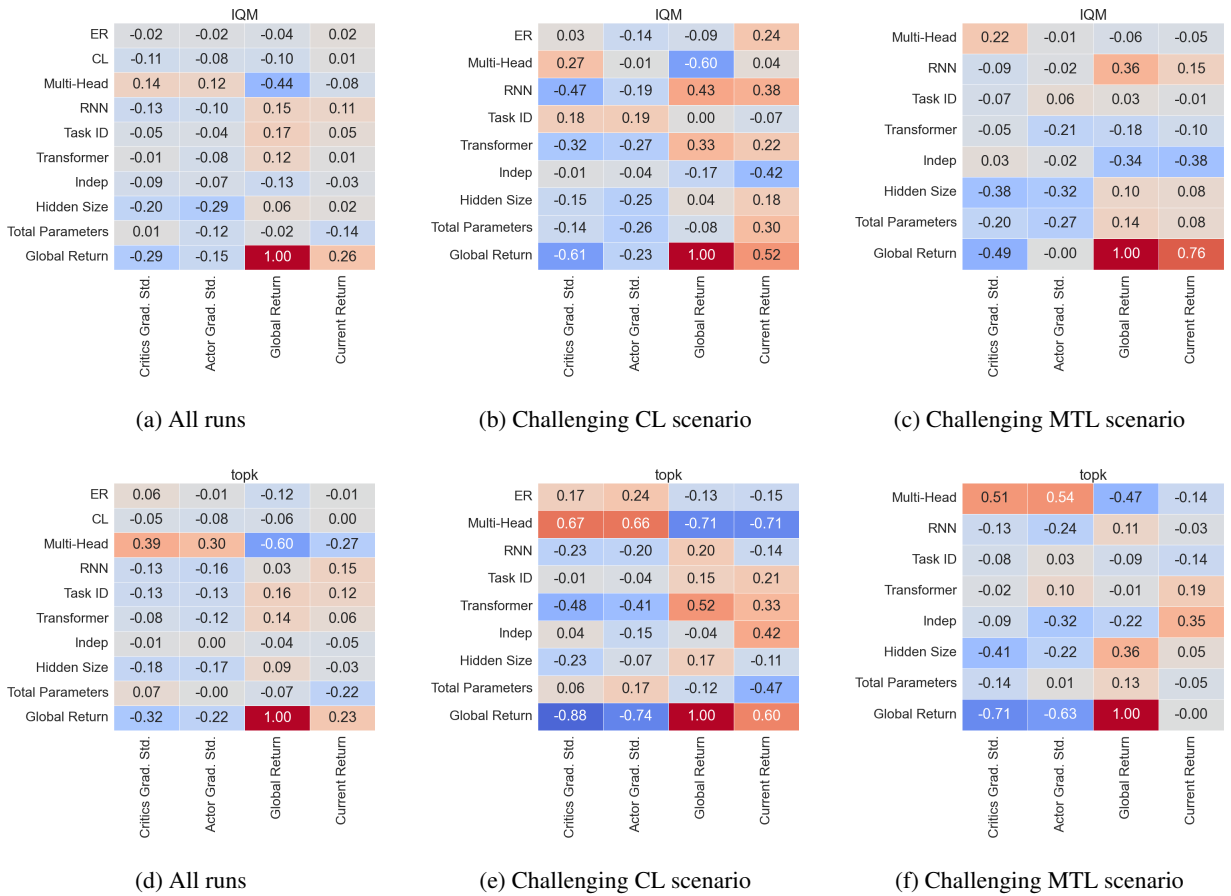 IQM
ER -0.02 -0.02 -0.04 0.02
CL -0.11 -0.08 -0.10 0.01
Multi-Head 0.14 0.12 -0.44 -0.08
RNN -0.13 -0.10 0.15 0.11
Task ID -0.05 -0.04 0.17 0.05
Transformer -0.01 -0.08 0.12 0.01
Indep -0.09 -0.07 -0.13 -0.03
Hidden Size -0.20 -0.29 0.06 0.02
Total Parameters 0.01 -0.12 -0.02 -0.14
Global Return -0.29 -0.15 1.00 0.26
Critics Grad. Std.
Actor Grad. Std.
Global Return
Current Return
(a) All runs
IQM
ER 0.03 -0.14 -0.09 0.24
Multi-Head 0.27 -0.01 -0.60 0.04
RNN -0.47 -0.19 0.43 0.38
Task ID 0.18 0.19 0.00 -0.07
Transformer -0.32 -0.27 0.33 0.22
Indep -0.01 -0.04 -0.17 -0.42
Hidden Size -0.15 -0.25 0.04 0.18
Total Parameters -0.14 -0.26 -0.08 0.30
Global Return -0.61 -0.23 1.00 0.52
Critics Grad. Std.
Actor Grad. Std.
Global Return
Current Return
(b) Challenging CL scenario
IQM
Multi-Head 0.22 -0.01 -0.06 -0.05
RNN -0.09 -0.02 0.36 0.15
Task ID -0.07 0.06 0.03 -0.01
Transformer -0.05 -0.21 -0.18 -0.10
Indep 0.03 -0.02 -0.34 -0.38
Hidden Size -0.38 -0.32 0.10 0.08
Total Parameters -0.20 -0.27 0.14 0.08
Global Return -0.49 -0.00 1.00 0.76
Critics Grad. Std.
Actor Grad. Std.
Global Return
Current Return
(c) Challenging MTL scenario
topk
ER 0.06 -0.01 -0.12 -0.01
CL -0.05 -0.08 -0.06 0.00
Multi-Head 0.39 0.30 -0.60 -0.27
RNN -0.13 -0.16 0.03 0.15
Task ID -0.13 -0.13 0.16 0.12
Transformer -0.08 -0.12 0.14 0.06
Indep -0.01 0.00 -0.04 -0.05
Hidden Size -0.18 -0.17 0.09 -0.03
Total Parameters 0.07 -0.00 -0.07 -0.22
Global Return -0.32 -0.22 1.00 0.23
Critics Grad. Std.
Actor Grad. Std.
Global Return
Current Return
(d) All runs
topk
ER 0.17 0.24 -0.13 -0.15
Multi-Head 0.67 0.66 -0.71 -0.71
RNN -0.23 -0.20 0.20 -0.14
Task ID -0.01 -0.04 0.15 0.21
Transformer -0.48 -0.41 0.52 0.33
Indep 0.04 -0.15 -0.04 0.42
Hidden Size -0.23 -0.07 0.17 -0.11
Total Parameters 0.06 0.17 -0.12 -0.47
Global Return -0.88 -0.74 1.00 0.60
Critics Grad. Std.
Actor Grad. Std.
Global Return
Current Return
(e) Challenging CL scenario
topk
Multi-Head 0.51 0.54 -0.47 -0.14
RNN -0.13 -0.24 0.11 -0.03
Task ID -0.08 0.03 -0.09 -0.14
Transformer -0.02 0.10 -0.01 0.19
Indep -0.09 -0.32 -0.22 0.35
Hidden Size -0.41 -0.22 0.36 0.05
Total Parameters -0.14 0.01 0.13 -0.05
Global Return -0.71 -0.63 1.00 -0.00
Critics Grad. Std.
Actor Grad. Std.
Global Return
Current Return
(f) Challenging MTL scenario